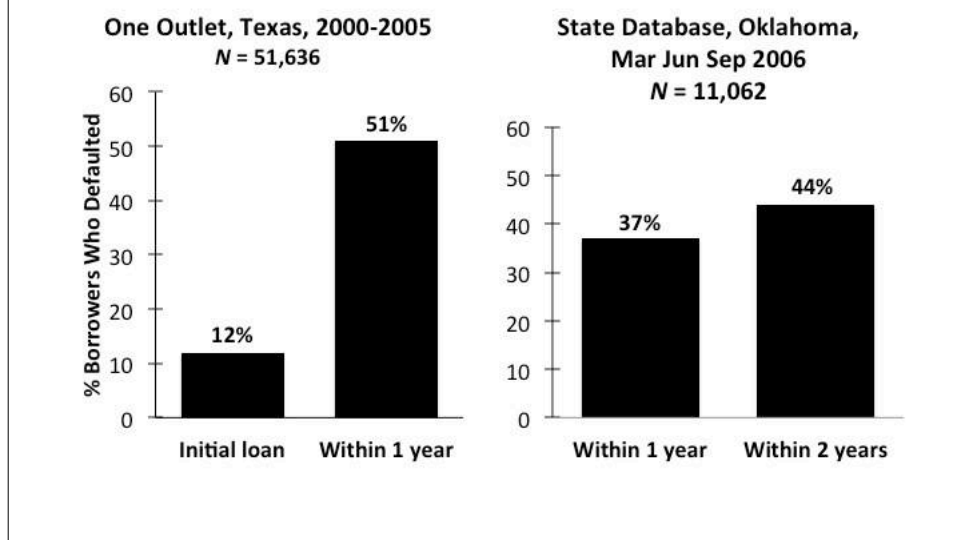 One Outlet, Texas, 2000-2005
N = 51,636
% Borrowers Who Defaulted
60
50
40
30
20
10
0
51%
12%
Initial loan
Within 1 year
State Database, Oklahoma,
Mar Jun Sep 2006
N = 11,062
60
50
40
30
20
10
0
37%
44%
Within 1 year
Within 2 years